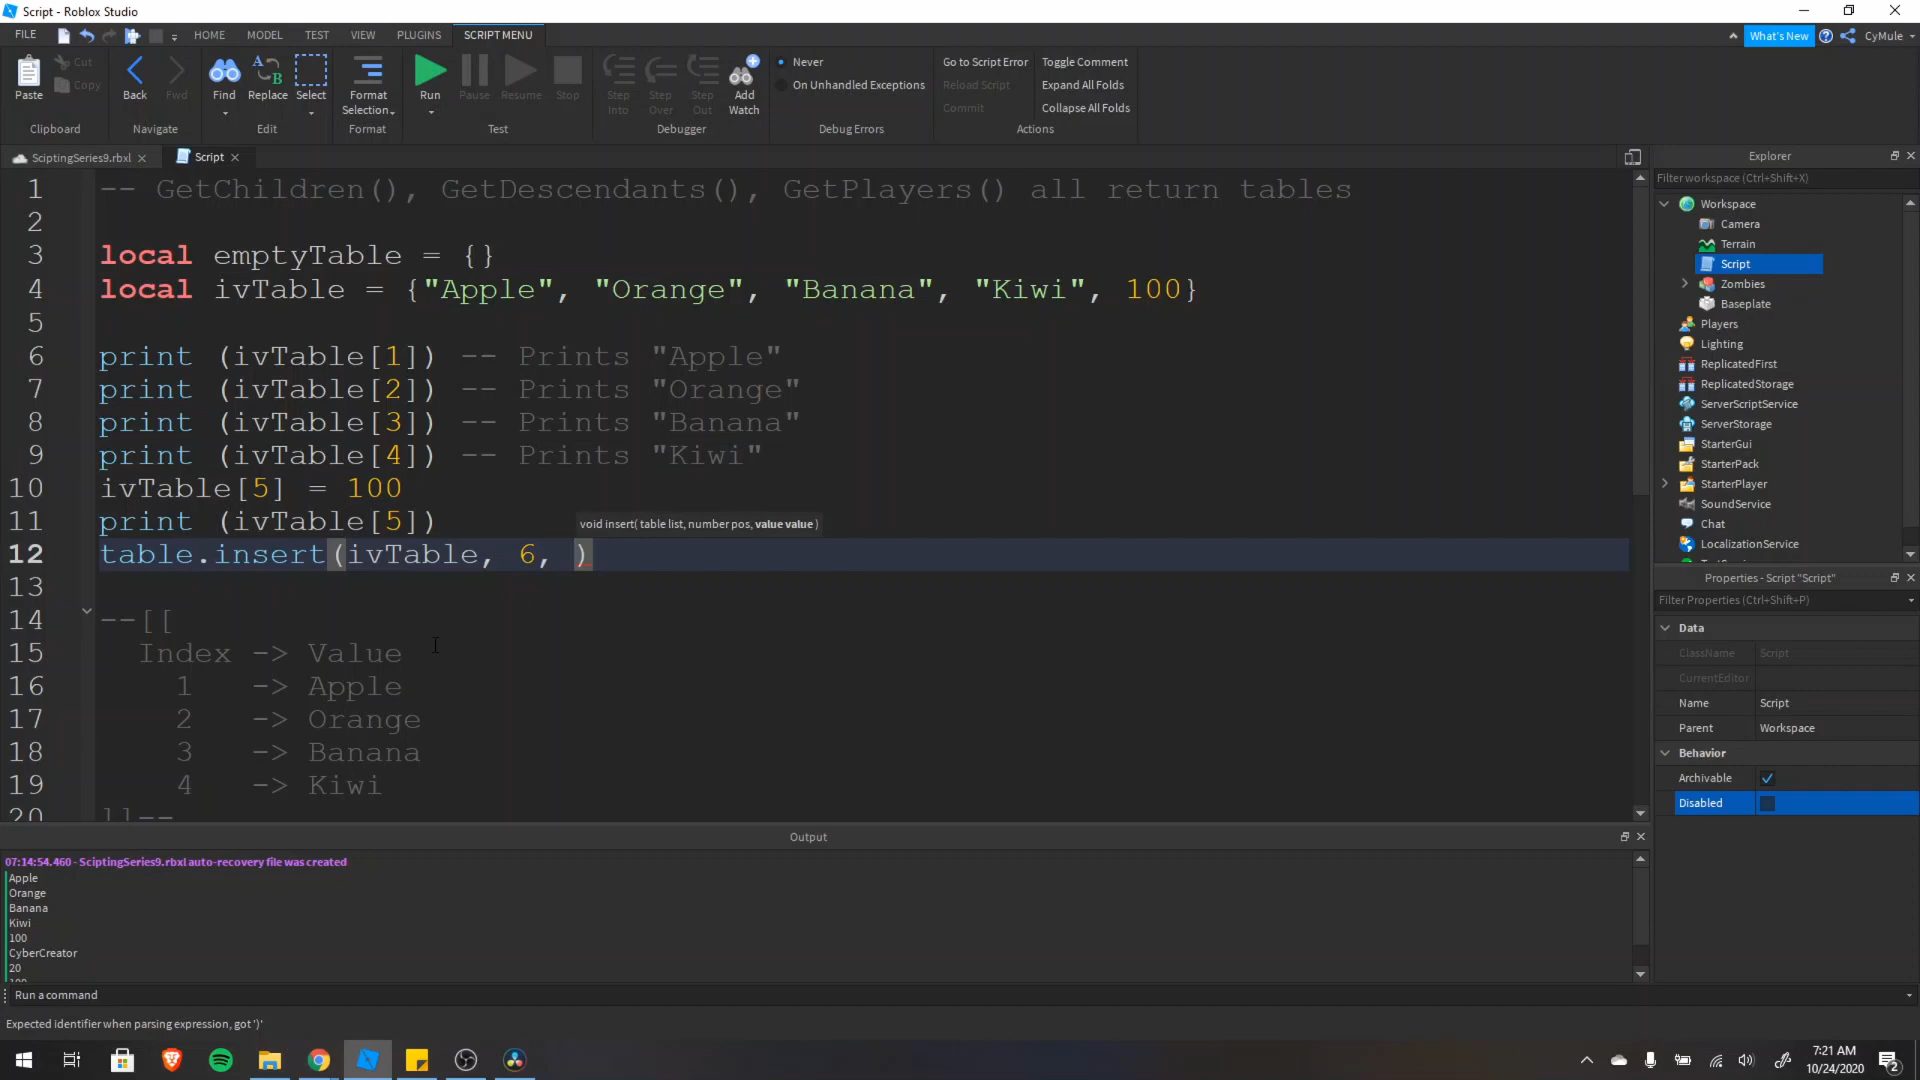 Script - Roblox Studio
FILE HOME MODEL TEST VIEW PLUGINS SCRIPT MENU What's New CyMule
Paste Cut Copy
Back Fwd
Find Replace Select
Format Selection
Run Pause Resume Stop
Step Into Step Over Step Out Add Watch
Never
On Unhandled Exceptions
Go to Script Error Toggle Comment
Reload Script Expand All Folds
Commit Collapse All Folds
Clipboard Navigate Edit Format Test Debugger Debug Errors Actions
SciptingSeries9.rbxl Script
1 -- GetChildren(), GetDescendants(), GetPlayers() all return tables
2
3 local emptyTable = {}
4 local ivTable = {"Apple", "Orange", "Banana", "Kiwi", 100}
5
6 print (ivTable[1]) -- Prints "Apple"
7 print (ivTable[2]) -- Prints "Orange"
8 print (ivTable[3]) -- Prints "Banana"
9 print (ivTable[4]) -- Prints "Kiwi"
10 ivTable[5] = 100
11 print (ivTable[5])
void insert( table list, number pos, value value )
12 table.insert(ivTable, 6, )
13
14 --[[
15 Index -> Value
16 1 -> Apple
17 2 -> Orange
18 3 -> Banana
19 4 -> Kiwi
20 ]]--
Explorer
Filter workspace (Ctrl+Shift+X)
Workspace
Camera
Terrain
Script
Zombies
Baseplate
Players
Lighting
ReplicatedFirst
ReplicatedStorage
ServerScriptService
ServerStorage
StarterGui
StarterPack
StarterPlayer
SoundService
Chat
LocalizationService
Properties - Script "Script"
Filter Properties (Ctrl+Shift+P)
Data
ClassName Script
CurrentEditor
Name Script
Parent Workspace
Behavior
Archivable
Disabled
Output
07:14:54.460 - SciptingSeries9.rbxl auto-recovery file was created
Apple
Orange
Banana
Kiwi
100
CyberCreator
20
Run a command
Expected identifier when parsing expression, got ')'
7:21 AM
10/24/2020
2